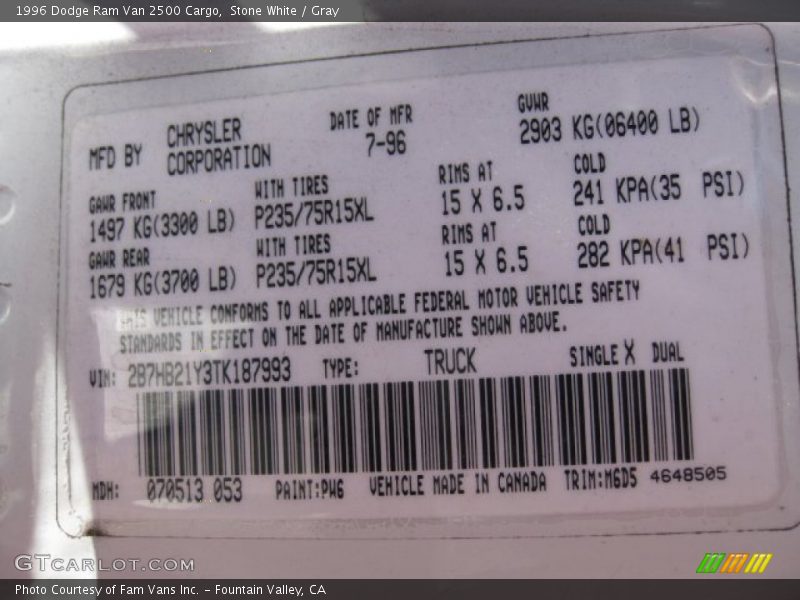 1996 Dodge Ram Van 2500 Cargo, Stone White / Gray
MFD BY CHRYSLER CORPORATION
DATE OF MFR 7-96
GVWR 2903 KG(06400 LB)
GAWR FRONT WITH TIRES RIMS AT COLD
1497 KG(3300 LB) P235/75R15XL 15 X 6.5 241 KPA(35 PSI)
GAWR REAR WITH TIRES RIMS AT COLD
1679 KG(3700 LB) P235/75R15XL 15 X 6.5 282 KPA(41 PSI)
THIS VEHICLE CONFORMS TO ALL APPLICABLE FEDERAL MOTOR VEHICLE SAFETY
STANDARDS IN EFFECT ON THE DATE OF MANUFACTURE SHOWN ABOVE.
VIN: 2B7HB21Y3TK187993 TYPE: TRUCK SINGLE X DUAL
MDH: 070513 053 PAINT:PW6 VEHICLE MADE IN CANADA TRIM:M6D5 4648505
GTCARLOT.COM
Photo Courtesy of Fam Vans Inc. - Fountain Valley, CA